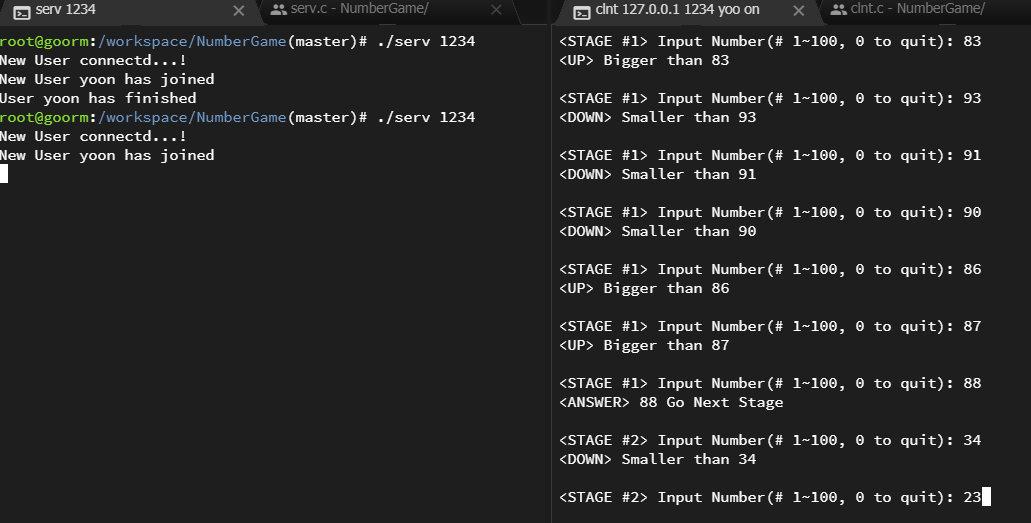 serv 1234
serv.c - NumberGame/
root@goorm:/workspace/NumberGame(master)# ./serv 1234
New User connectd...!
New User yoon has joined
User yoon has finished
root@goorm:/workspace/NumberGame(master)# ./serv 1234
New User connectd...!
New User yoon has joined
clnt 127.0.0.1 1234 yoo on
clnt.c - NumberGame/
<STAGE #1> Input Number(# 1~100, 0 to quit): 83
<UP> Bigger than 83
<STAGE #1> Input Number(# 1~100, 0 to quit): 93
<DOWN> Smaller than 93
<STAGE #1> Input Number(# 1~100, 0 to quit): 91
<DOWN> Smaller than 91
<STAGE #1> Input Number(# 1~100, 0 to quit): 90
<DOWN> Smaller than 90
<STAGE #1> Input Number(# 1~100, 0 to quit): 86
<UP> Bigger than 86
<STAGE #1> Input Number(# 1~100, 0 to quit): 87
<UP> Bigger than 87
<STAGE #1> Input Number(# 1~100, 0 to quit): 88
<ANSWER> 88 Go Next Stage
<STAGE #2> Input Number(# 1~100, 0 to quit): 34
<DOWN> Smaller than 34
<STAGE #2> Input Number(# 1~100, 0 to quit): 23